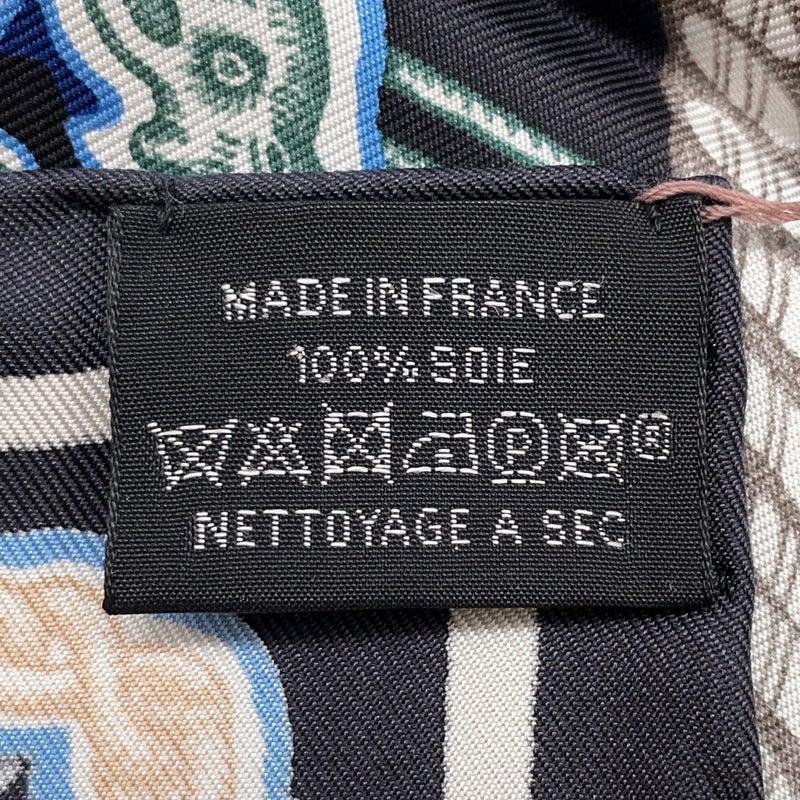 MADE IN FRANCE
100% SOIE
P ®
NETTOYAGE A SEC